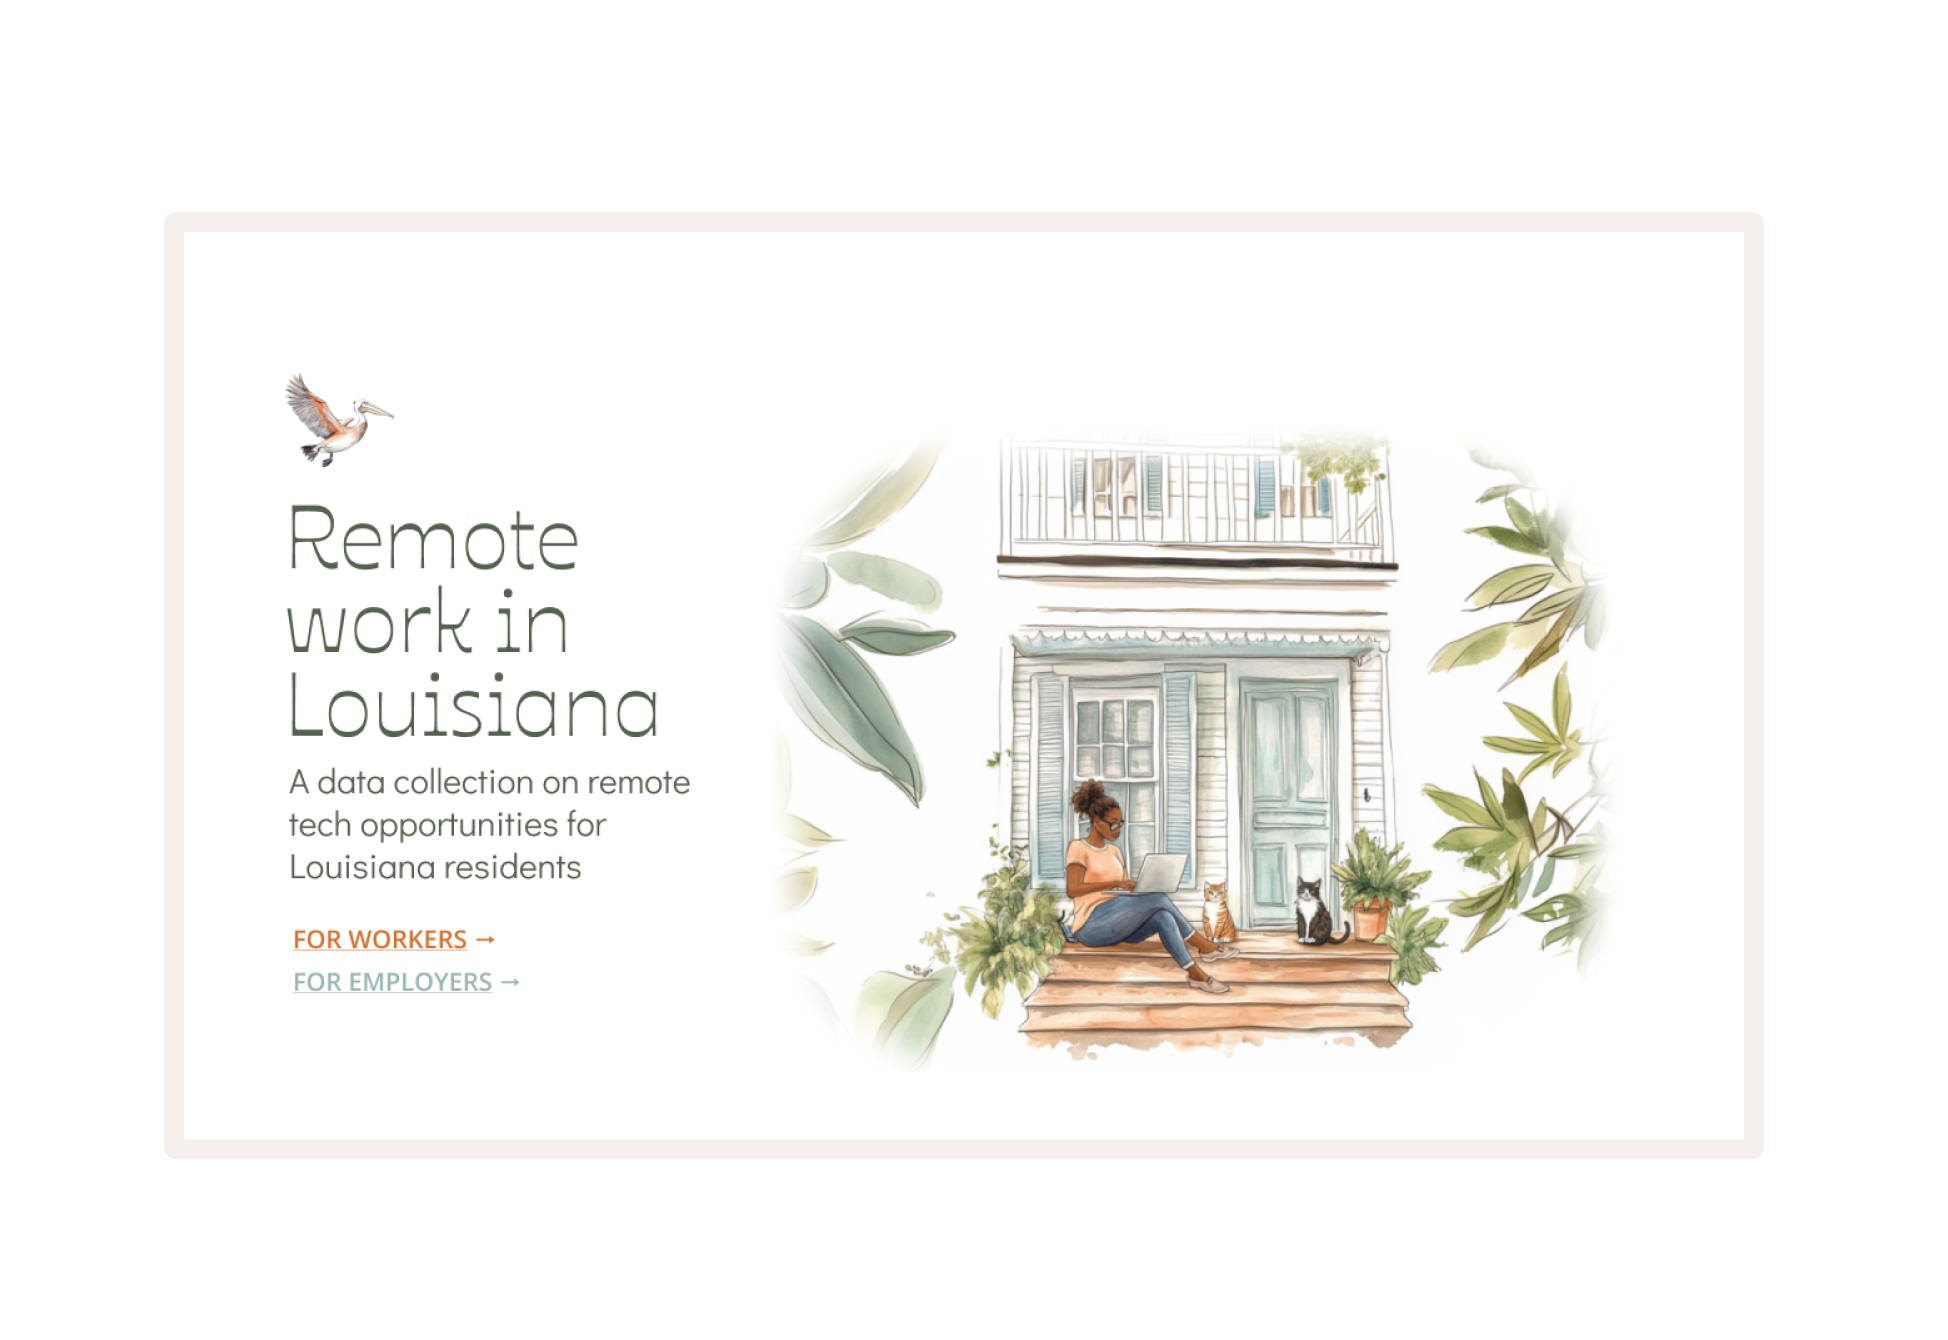 Remote
work in
Louisiana
A data collection on remote
tech opportunities for
Louisiana residents
FOR WORKERS →
FOR EMPLOYERS →